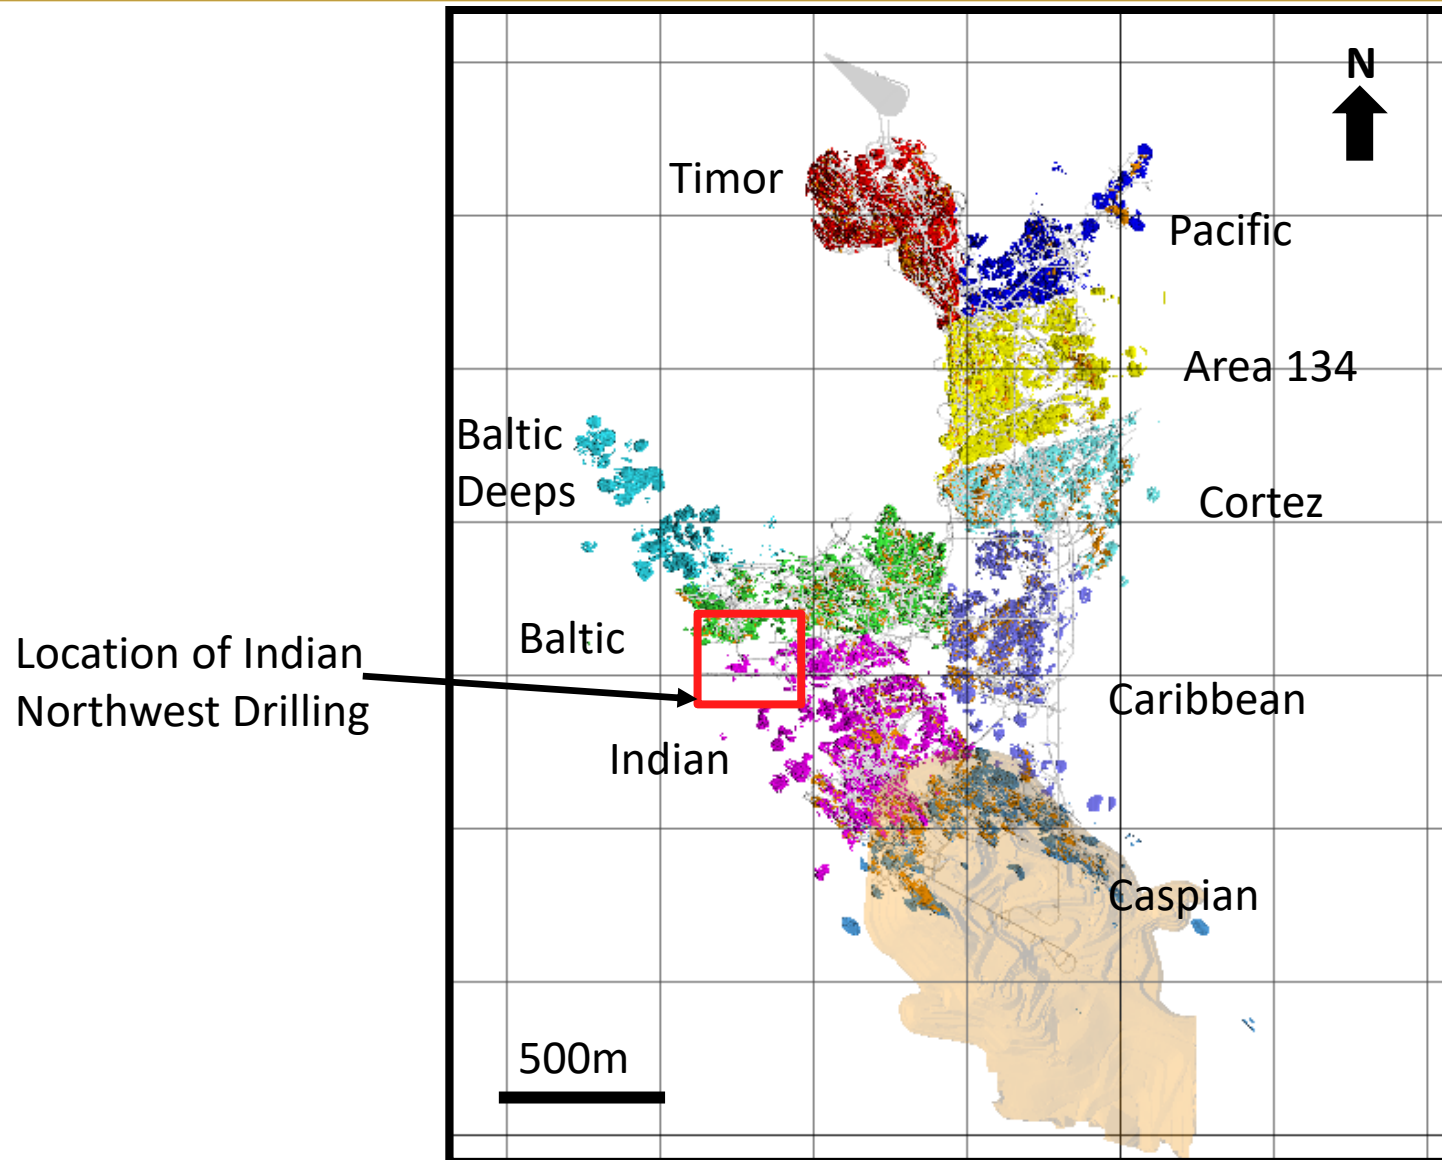 N
Timor
Pacific
Area 134
Baltic
Deeps
Cortez
Baltic
Location of Indian
Northwest Drilling
Caribbean
Indian
Caspian
500m